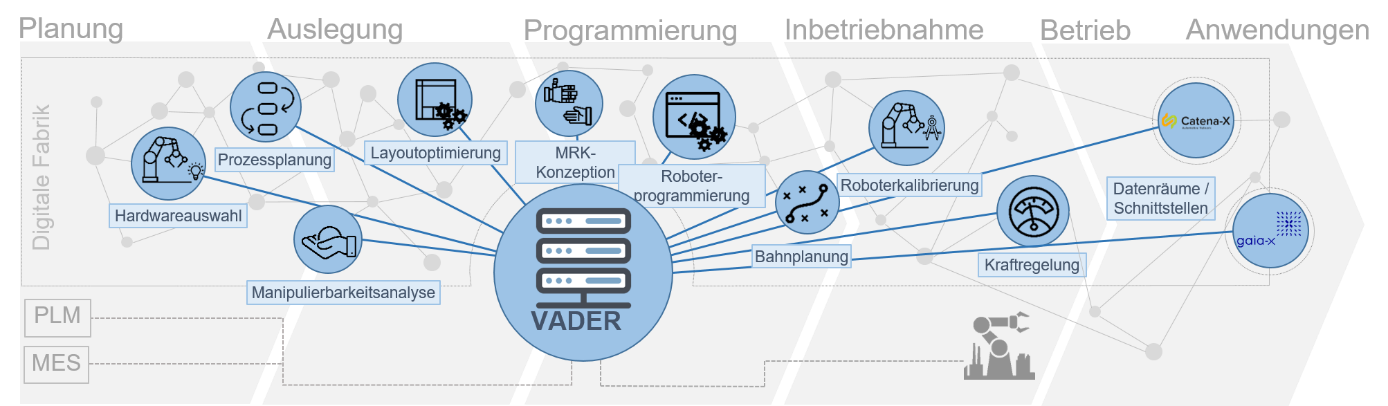 Planung
Auslegung
Programmierung
Inbetriebnahme
Betrieb
Anwendungen
Digitale Fabrik
Hardwareauswahl
Prozessplanung
Manipulierbarkeitsanalyse
Layoutoptimierung
MRK-
Konzeption
Roboter-
programmierung
Bahnplanung
Roboterkalibrierung
Kraftregelung
Catena-X
Datenräume /
Schnittstellen
gaia-x
VADER
PLM
MES